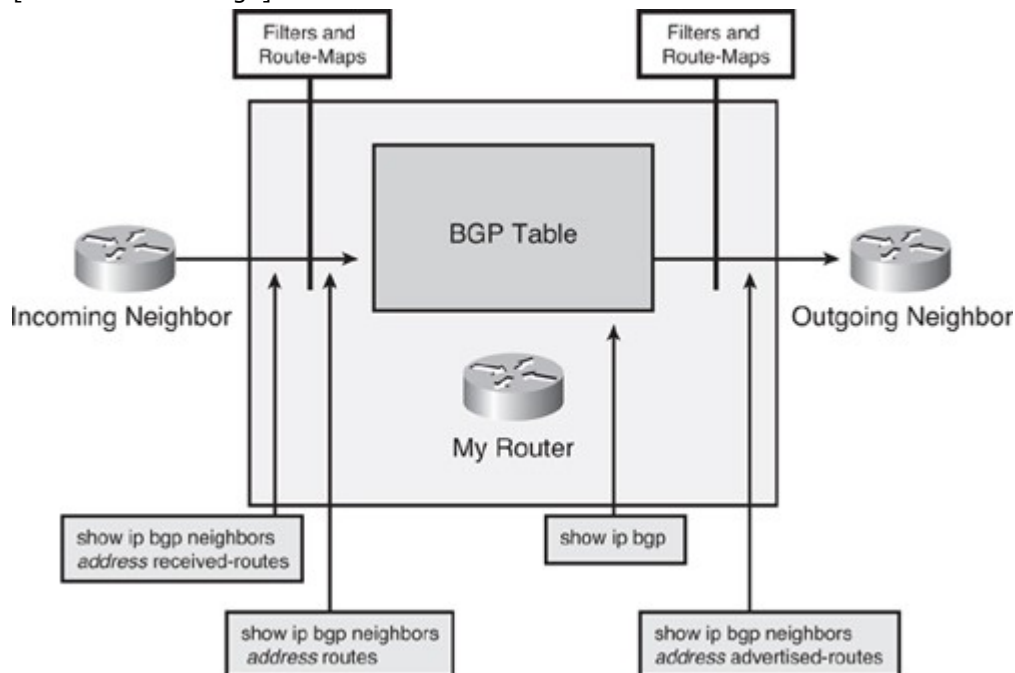 Filters and
Route-Maps
Filters and
Route-Maps
BGP Table
Incoming Neighbor
Outgoing Neighbor
My Router
show ip bgp neighbors
address received-routes
show ip bgp
show ip bgp neighbors
address routes
show ip bgp neighbors
address advertised-routes